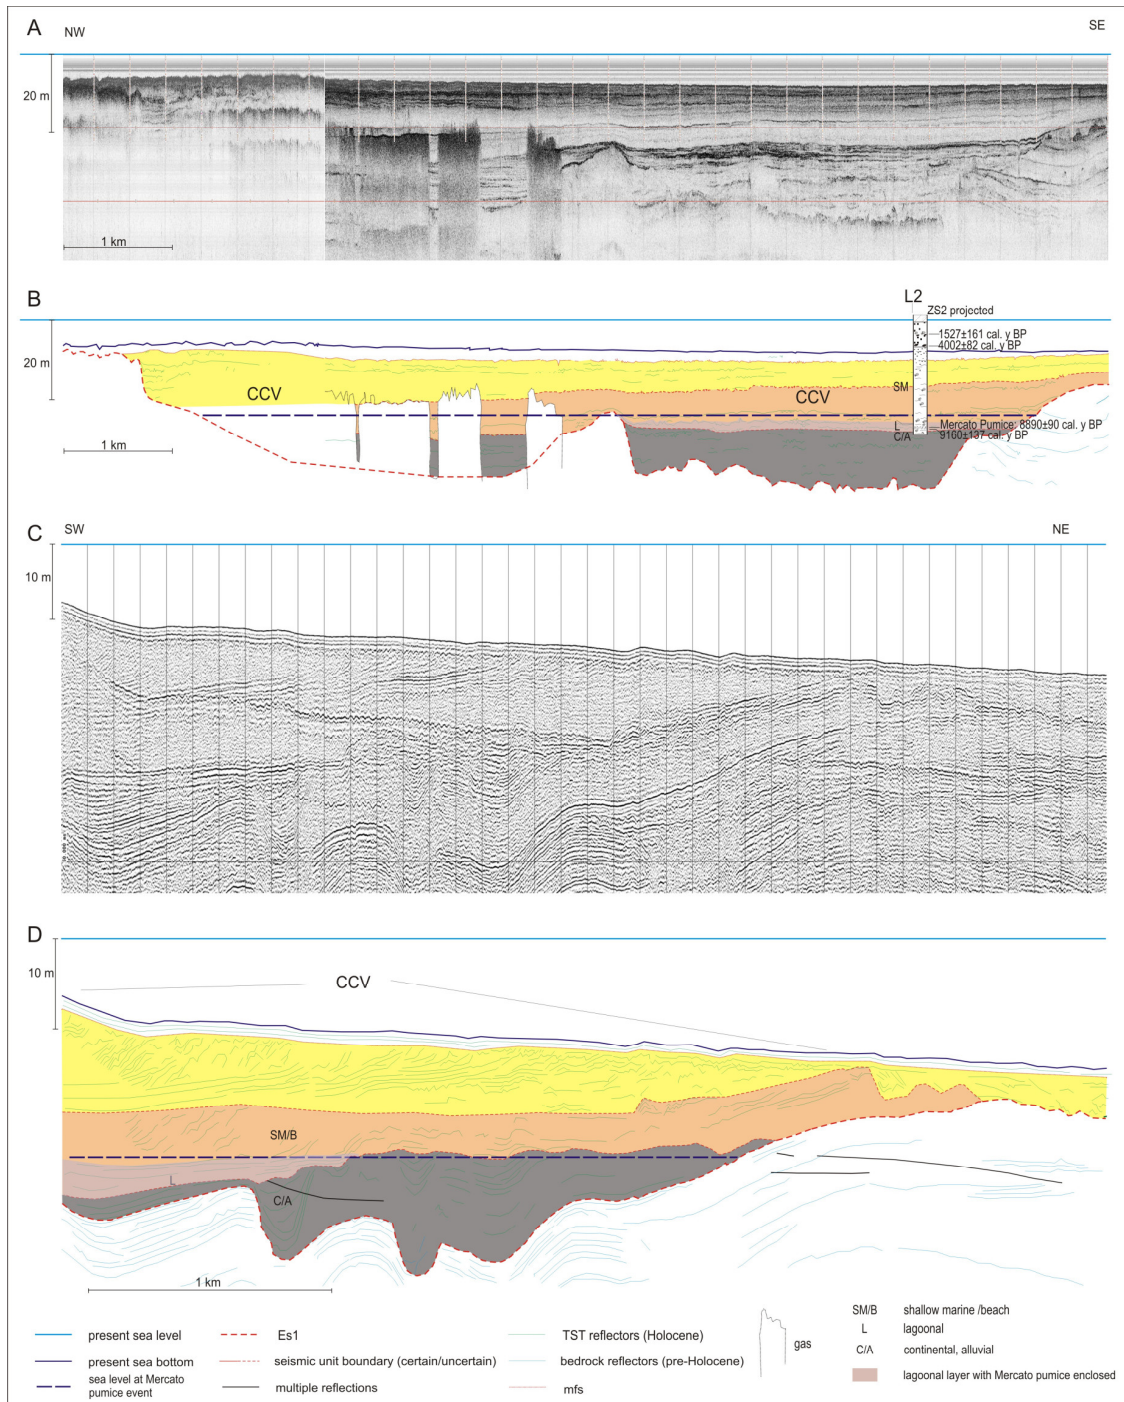 A
NW
SE
20 m
1 km
B
L2
ZS2 projected
1527±161 cal. y BP
4002±82 cal. y BP
20 m
SM
CCV
CCV
L
Mercato Pumice: 8890±90 cal. y BP
C/A
9160±137 cal. y BP
1 km
C
SW
NE
10 m
D
10 m
CCV
SM/B
L
C/A
1 km
present sea level
Es1
TST reflectors (Holocene)
gas
SM/B
shallow marine /beach
L
lagoonal
present sea bottom
seismic unit boundary (certain/uncertain)
bedrock reflectors (pre-Holocene)
C/A
continental, alluvial
sea level at Mercato
pumice event
multiple reflections
mfs
lagoonal layer with Mercato pumice enclosed